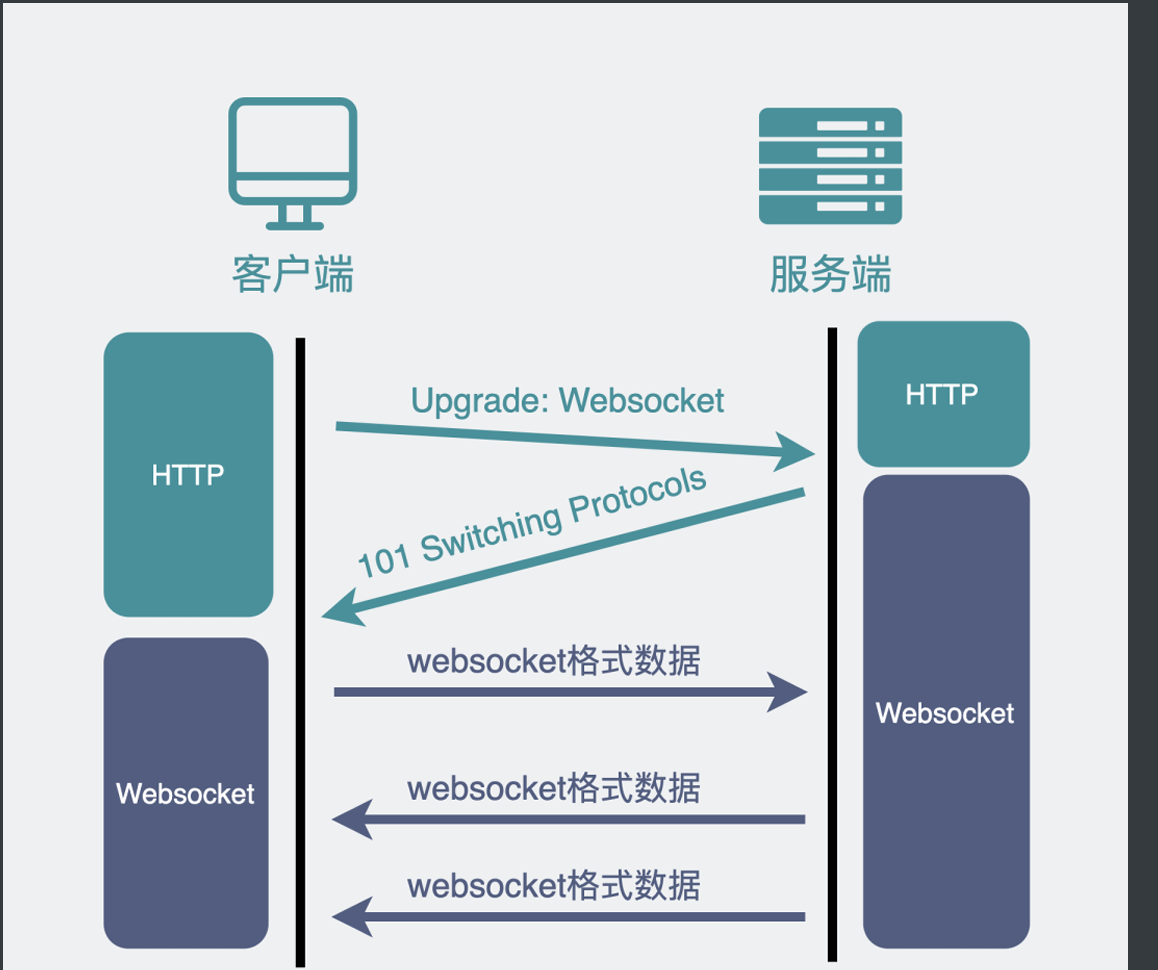 客户端
服务端
HTTP
Upgrade: Websocket
HTTP
101 Switching Protocols
websocket格式数据
Websocket
Websocket
websocket格式数据
websocket格式数据